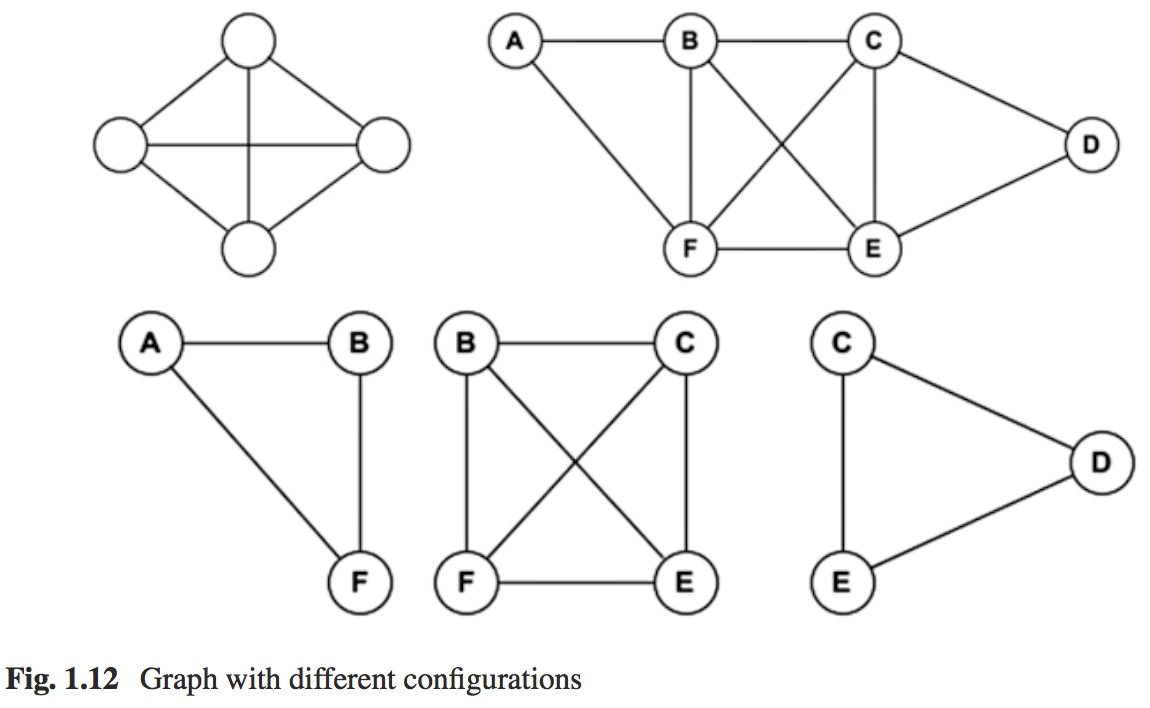 A B C
D
F E
A B B C C
D
F F E E
Fig. 1.12 Graph with different configurations